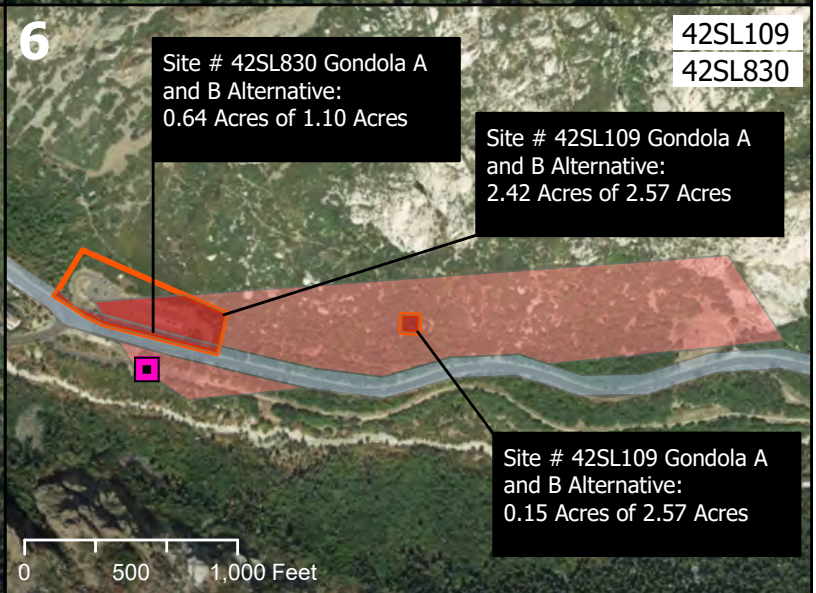 6
42SL109
42SL830
Site # 42SL830 Gondola A
and B Alternative:
0.64 Acres of 1.10 Acres
Site # 42SL109 Gondola A
and B Alternative:
2.42 Acres of 2.57 Acres
Site # 42SL109 Gondola A
and B Alternative:
0.15 Acres of 2.57 Acres
0 500 1,000 Feet